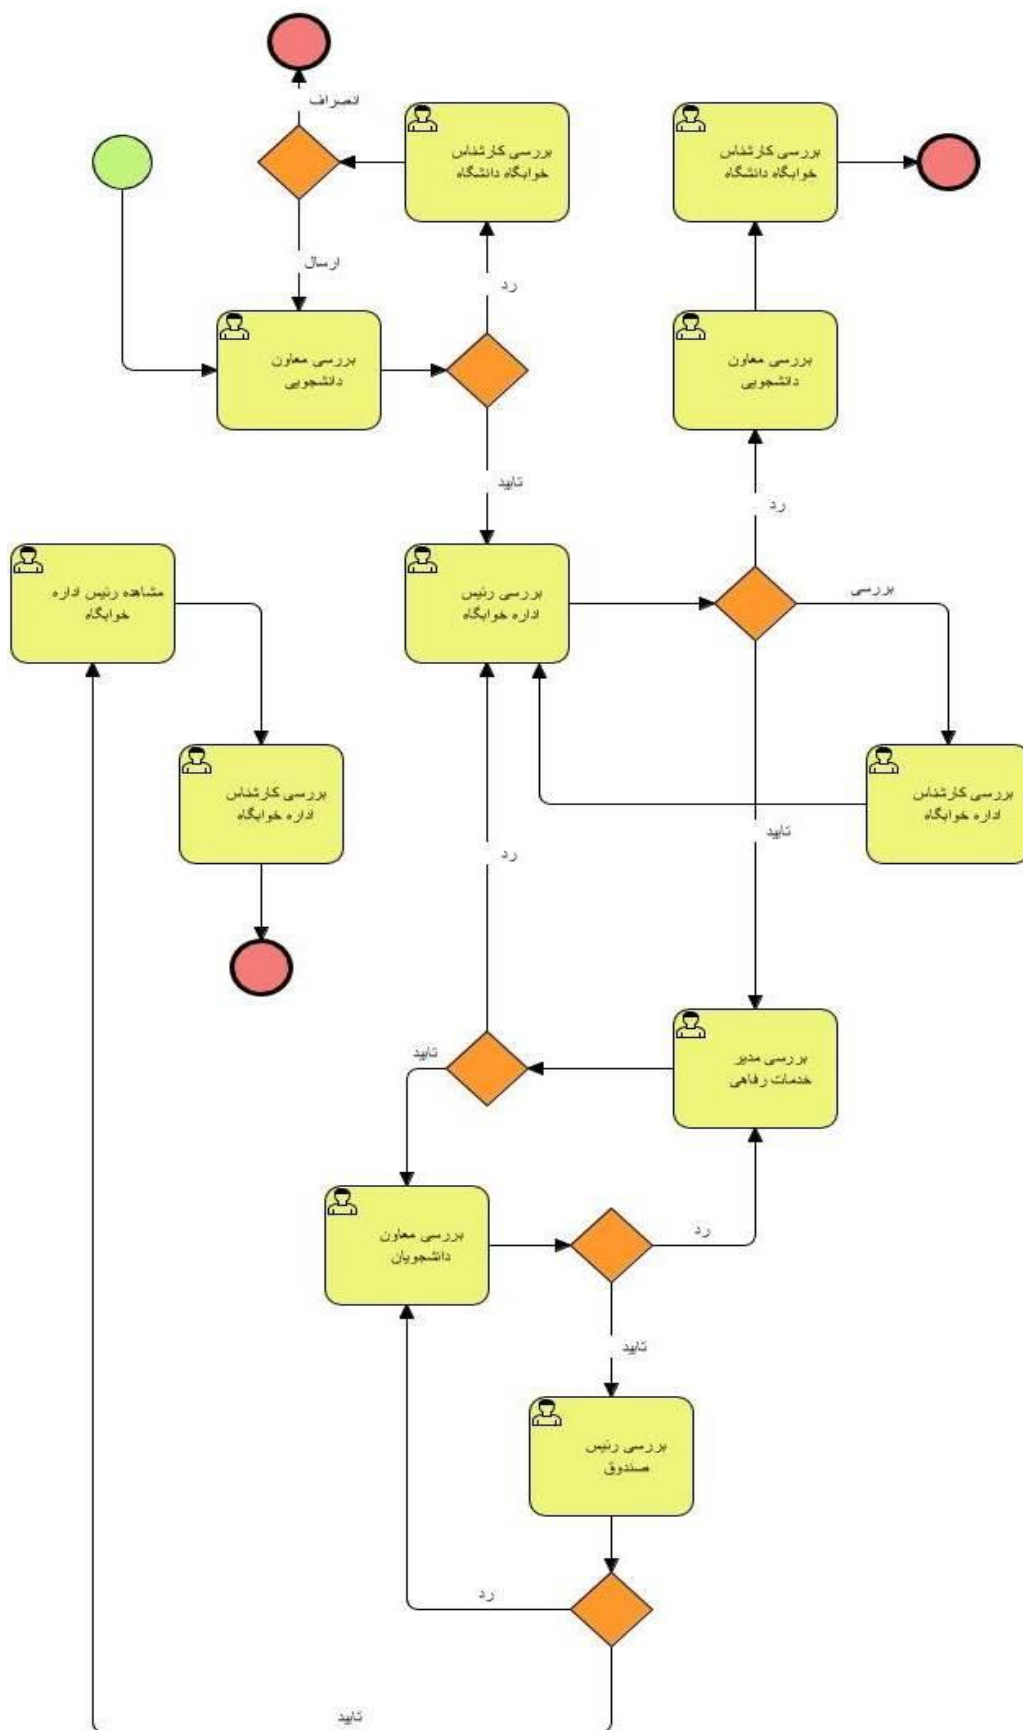 انصراف
بررسی کارشناس
خوابگاه دانشگاه
بررسی کارشناس
خوابگاه دانشگاه
ارسال
رد
بررسی معاون
دانشجویی
بررسی معاون
دانشجویی
تایید
رد
مشاهده رئیس اداره
خوابگاه
بررسی رئیس
اداره خوابگاه
بررسی
بررسی کارشناس
اداره خوابگاه
بررسی کارشناس
اداره خوابگاه
رد
تایید
تایید
بررسی مدیر
خدمات رفاهی
بررسی معاون
دانشجویان
رد
تایید
بررسی رئیس
صندوق
رد
تایید